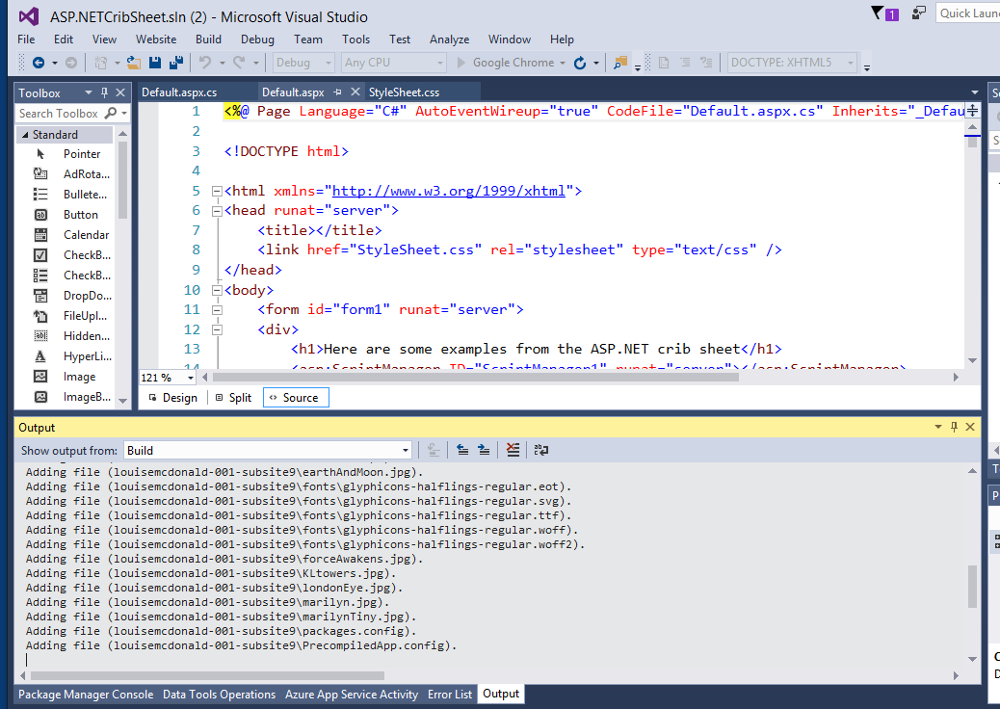 ASP.NETCribSheet.sln (2) - Microsoft Visual Studio
1
Quick Laun
File Edit View Website Build Debug Team Tools Test Analyze Window Help
Debug Any CPU Google Chrome DOCTYPE: XHTML5
Toolbox
Search Toolbox
Standard
Pointer
AdRota...
Bullete...
Button
Calendar
CheckB...
CheckB...
DropDo...
FileUpl...
Hidden...
HyperLi...
Image
ImageB...
Default.aspx.cs Default.aspx StyleSheet.css
1 <%@ Page Language="C#" AutoEventWireup="true" CodeFile="Default.aspx.cs" Inherits="_Defau
2
3 <!DOCTYPE html>
4
5 <html xmlns="http://www.w3.org/1999/xhtml">
6 <head runat="server">
7 <title></title>
8 <link href="StyleSheet.css" rel="stylesheet" type="text/css" />
9 </head>
10 <body>
11 <form id="form1" runat="server">
12 <div>
13 <h1>Here are some examples from the ASP.NET crib sheet</h1>
14 <asp:ScriptManager ID="ScriptManager1" runat="server"></asp:ScriptManager>
121 %
Design Split Source
Output
Show output from: Build
Adding file (louisemcdonald-001-subsite9\earthAndMoon.jpg).
Adding file (louisemcdonald-001-subsite9\fonts\glyphicons-halflings-regular.eot).
Adding file (louisemcdonald-001-subsite9\fonts\glyphicons-halflings-regular.svg).
Adding file (louisemcdonald-001-subsite9\fonts\glyphicons-halflings-regular.ttf).
Adding file (louisemcdonald-001-subsite9\fonts\glyphicons-halflings-regular.woff).
Adding file (louisemcdonald-001-subsite9\fonts\glyphicons-halflings-regular.woff2).
Adding file (louisemcdonald-001-subsite9\forceAwakens.jpg).
Adding file (louisemcdonald-001-subsite9\KLtowers.jpg).
Adding file (louisemcdonald-001-subsite9\londonEye.jpg).
Adding file (louisemcdonald-001-subsite9\marilyn.jpg).
Adding file (louisemcdonald-001-subsite9\marilynTiny.jpg).
Adding file (louisemcdonald-001-subsite9\packages.config).
Adding file (louisemcdonald-001-subsite9\PrecompiledApp.config).
Package Manager Console Data Tools Operations Azure App Service Activity Error List Output